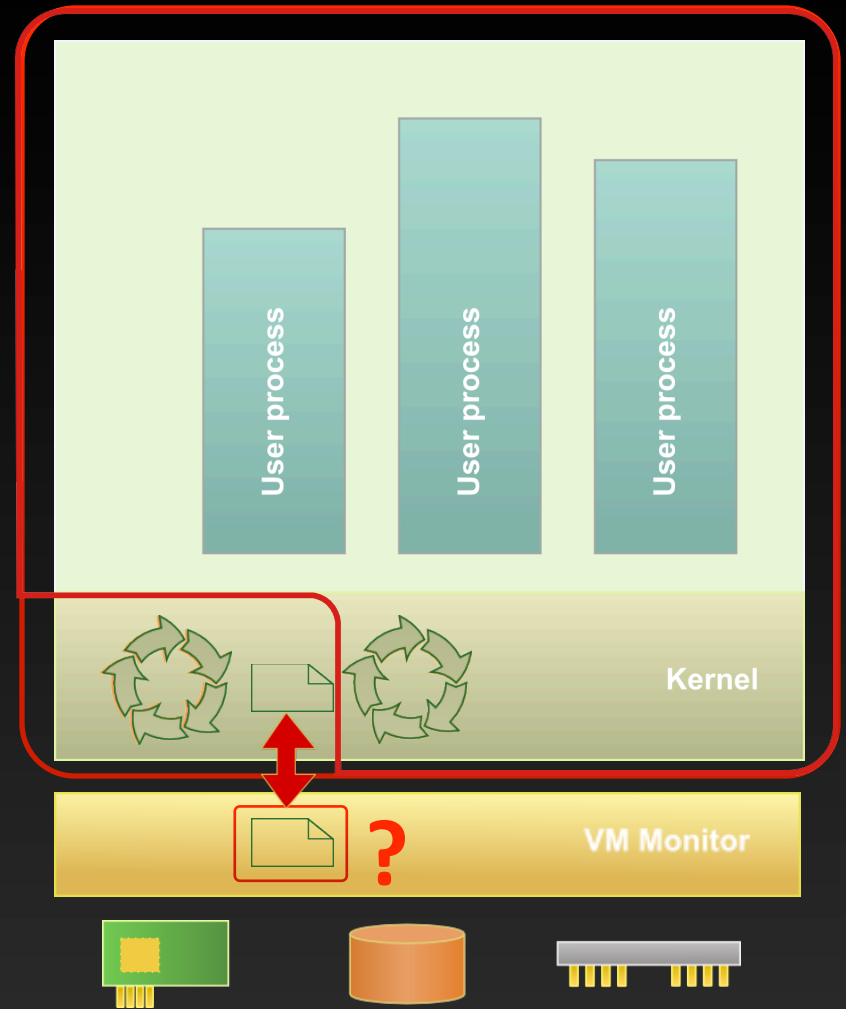 User process
User process
User process
Kernel
?
VM Monitor